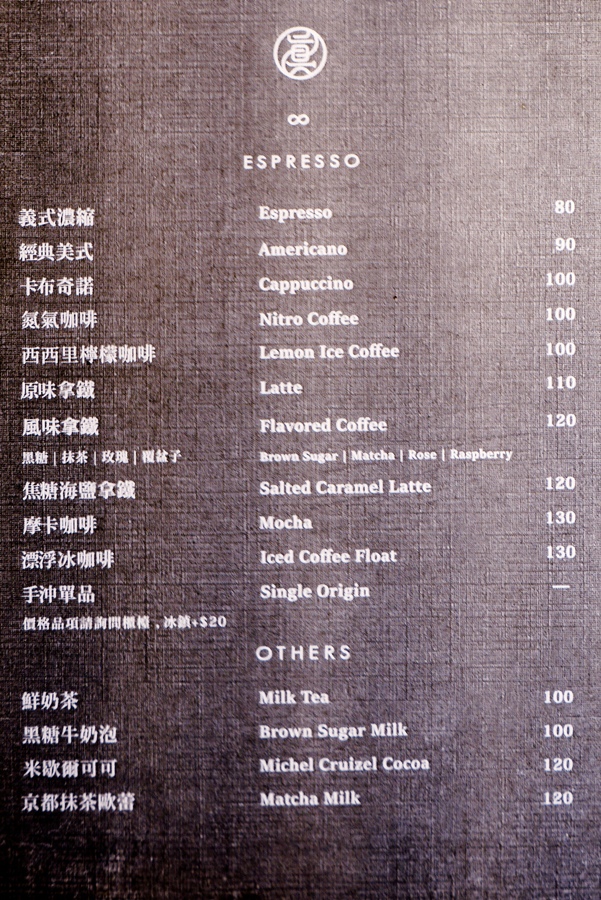 ∞
ESPRESSO
義式濃縮 Espresso 80
經典美式 Americano 90
卡布奇諾 Cappuccino 100
氮氣咖啡 Nitro Coffee 100
西西里檸檬咖啡 Lemon Ice Coffee 100
原味拿鐵 Latte 110
風味拿鐵 Flavored Coffee 120
黑糖 | 抹茶 | 玫瑰 | 覆盆子 Brown Sugar | Matcha | Rose | Raspberry
焦糖海鹽拿鐵 Salted Caramel Latte 120
摩卡咖啡 Mocha 130
漂浮冰咖啡 Iced Coffee Float 130
手沖單品 Single Origin —
價格品項請詢問櫃檯，冰鎮+$20
OTHERS
鮮奶茶 Milk Tea 100
黑糖牛奶泡 Brown Sugar Milk 100
米歇爾可可 Michel Cruizel Cocoa 120
京都抹茶歐蕾 Matcha Milk 120